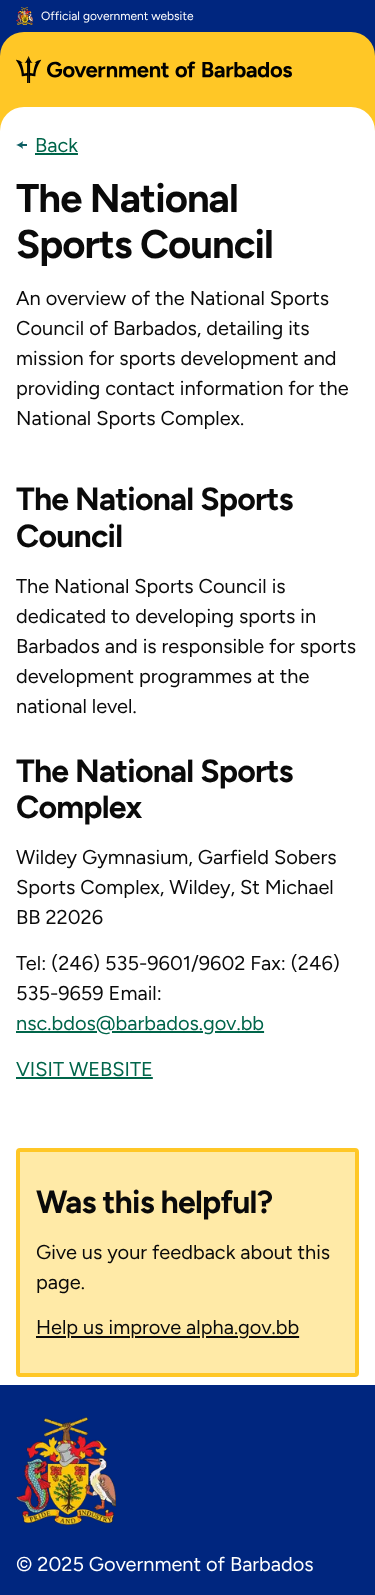 Official government website
Government of Barbados
Back
The National
Sports Council
An overview of the National Sports
Council of Barbados, detailing its
mission for sports development and
providing contact information for the
National Sports Complex.
The National Sports
Council
The National Sports Council is
dedicated to developing sports in
Barbados and is responsible for sports
development programmes at the
national level.
The National Sports
Complex
Wildey Gymnasium, Garfield Sobers
Sports Complex, Wildey, St Michael
BB 22026
Tel: (246) 535-9601/9602 Fax: (246)
535-9659 Email:
nsc.bdos@barbados.gov.bb
VISIT WEBSITE
Was this helpful?
Give us your feedback about this
page.
Help us improve alpha.gov.bb
PRIDE AND INDUSTRY
© 2025 Government of Barbados